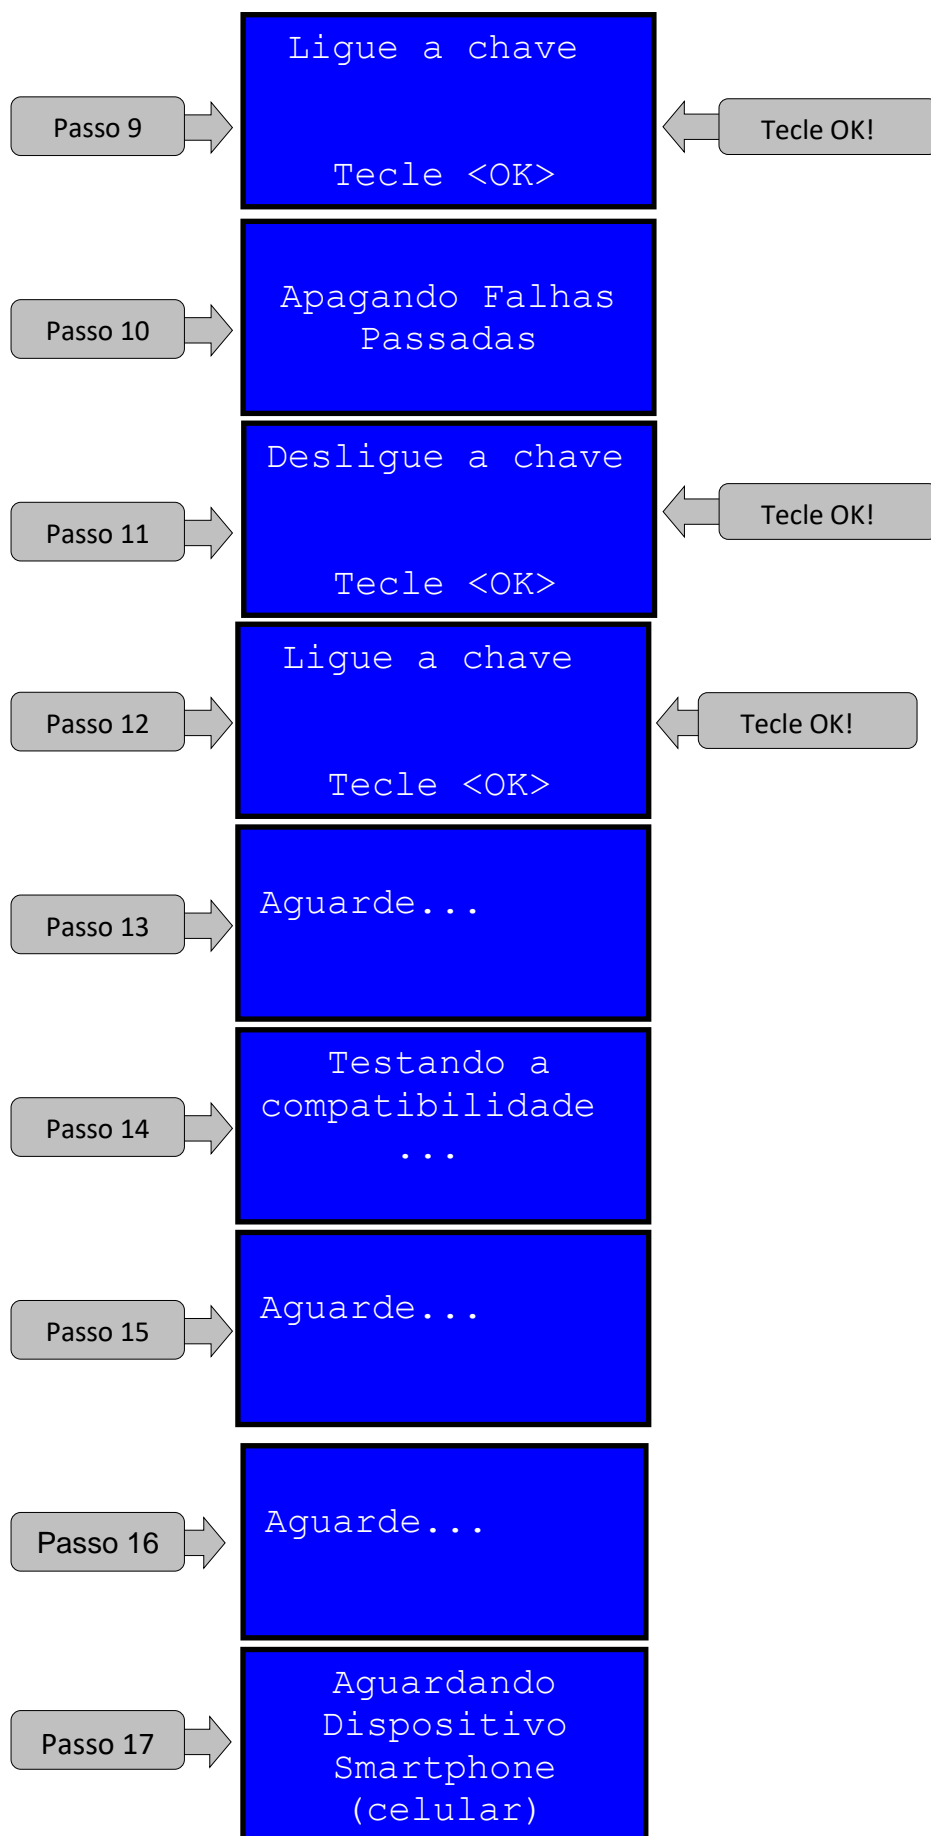 Ligue a chave
Passo 9
Tecle OK!
Tecle <OK>
Apagando Falhas
Passadas
Passo 10
Desligue a chave
Passo 11
Tecle OK!
Tecle <OK>
Ligue a chave
Passo 12
Tecle OK!
Tecle <OK>
Aguarde...
Passo 13
Testando a
compatibilidade
...
Passo 14
Aguarde...
Passo 15
Aguarde...
Passo 16
Aguardando
Dispositivo
Smartphone
(celular)
Passo 17